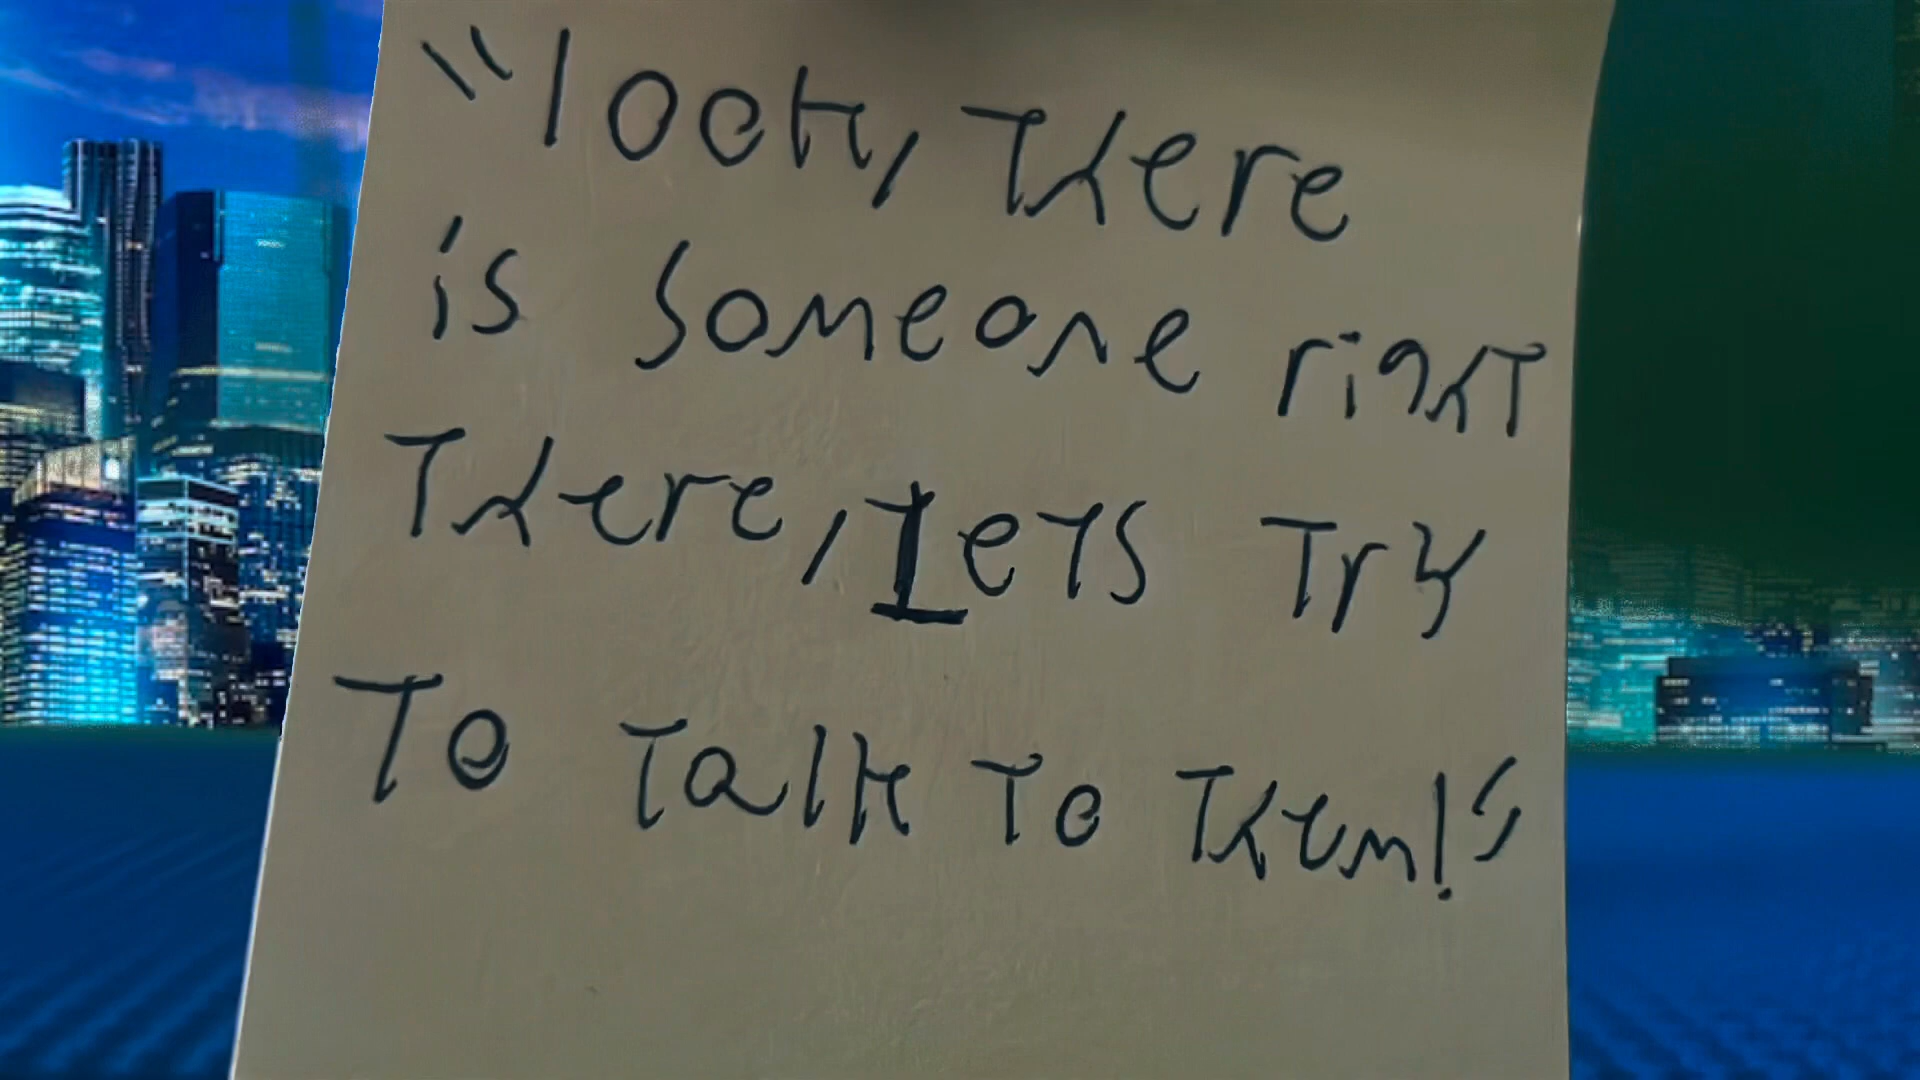 "look, there
is someone right
there, Lets try
To talk to them!"